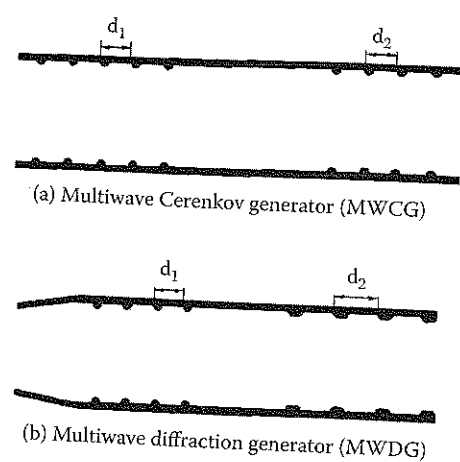 d₁ d₂
(a) Multiwave Cerenkov generator (MWCG)
d₁ d₂
(b) Multiwave diffraction generator (MWDG)